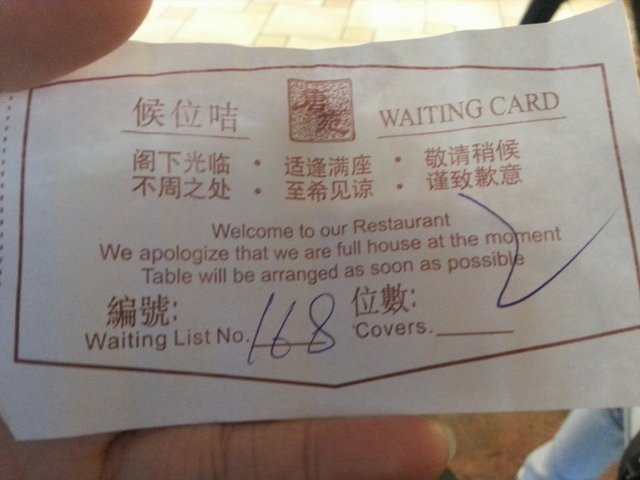 候位咭 WAITING CARD
阁下光临 · 适逢满座 · 敬请稍候
不周之处 · 至希见谅 · 谨致歉意
Welcome to our Restaurant
We apologize that we are full house at the moment
Table will be arranged as soon as possible
編號: 位數:
Waiting List No. 168 Covers.